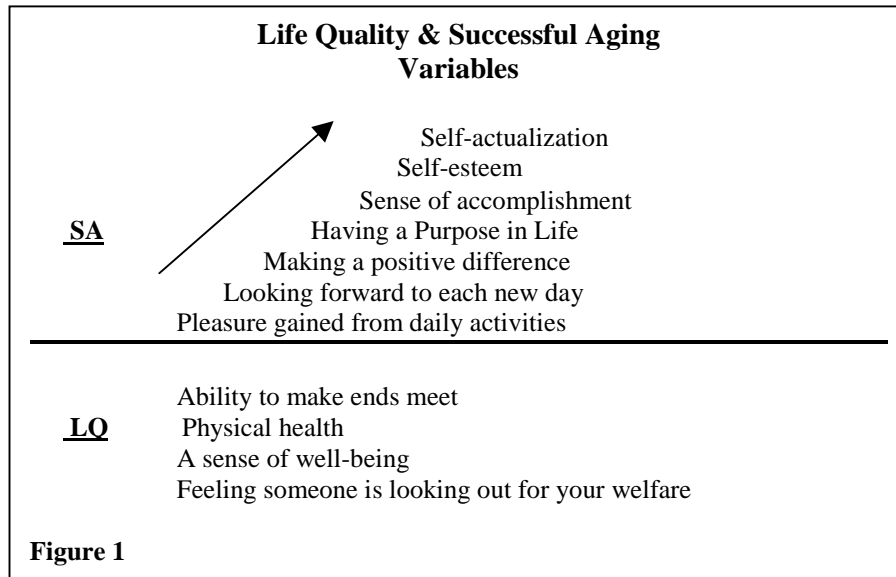 Life Quality & Successful Aging
Variables
Self-actualization
Self-esteem
Sense of accomplishment
SA Having a Purpose in Life
Making a positive difference
Looking forward to each new day
Pleasure gained from daily activities
Ability to make ends meet
LQ Physical health
A sense of well-being
Feeling someone is looking out for your welfare
Figure 1